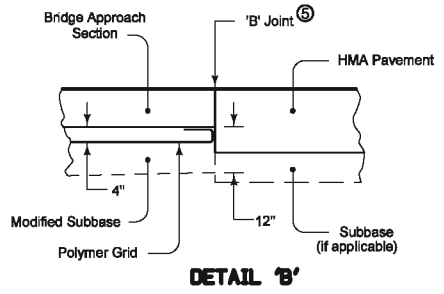 Bridge Approach
Section
'B' Joint ⑤
HMA Pavement
4"
12"
Modified Subbase
Polymer Grid
Subbase
(if applicable)
DETAIL 'B'